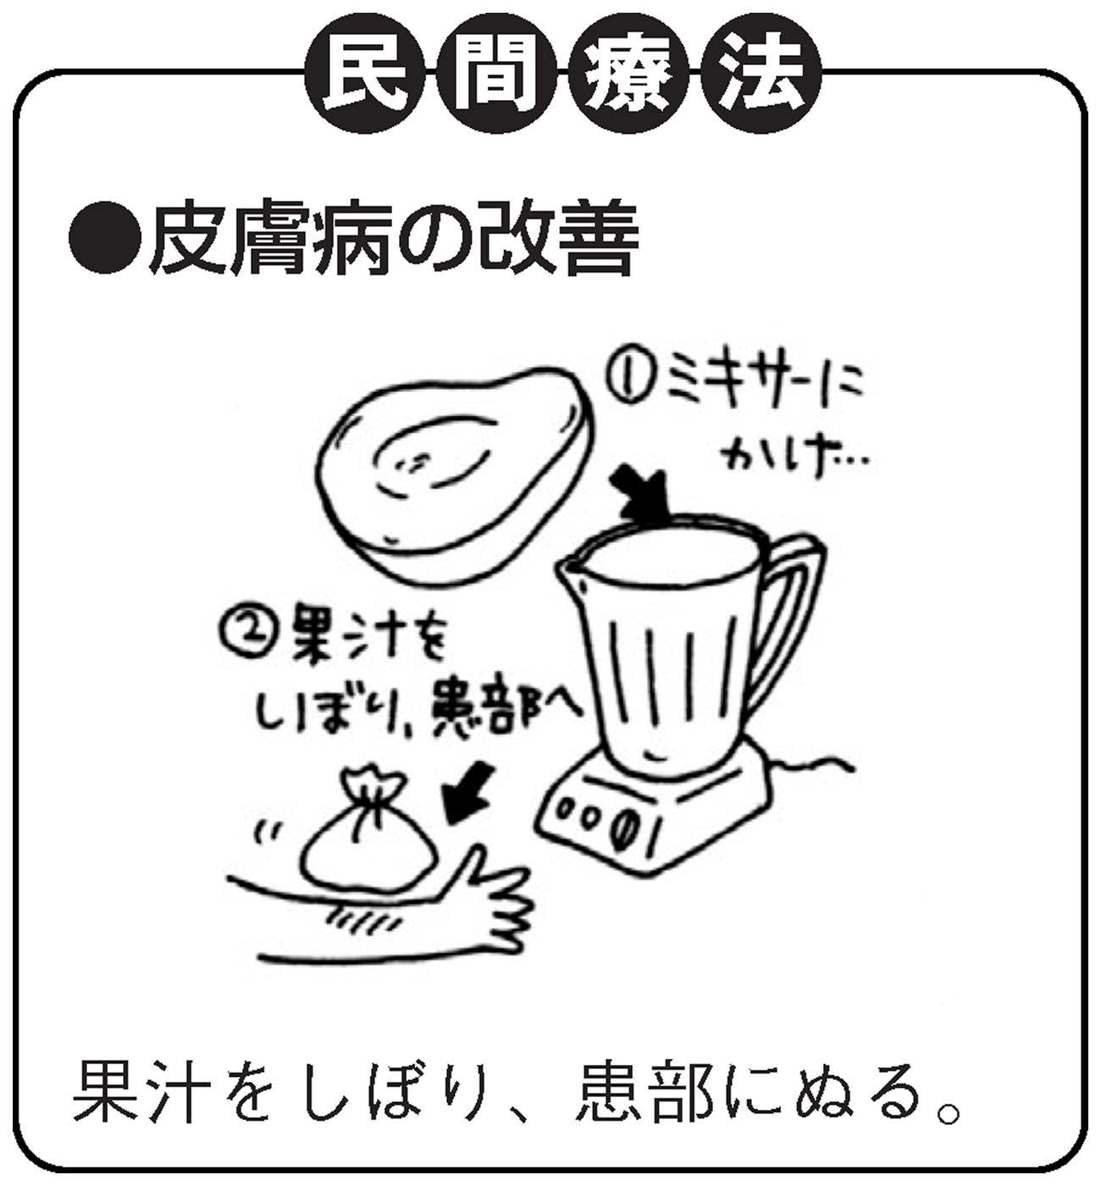 民間療法
●皮膚病の改善
①ミキサーに
かけ…
②果汁を
しぼり、患部へ
果汁をしぼり、患部にぬる。